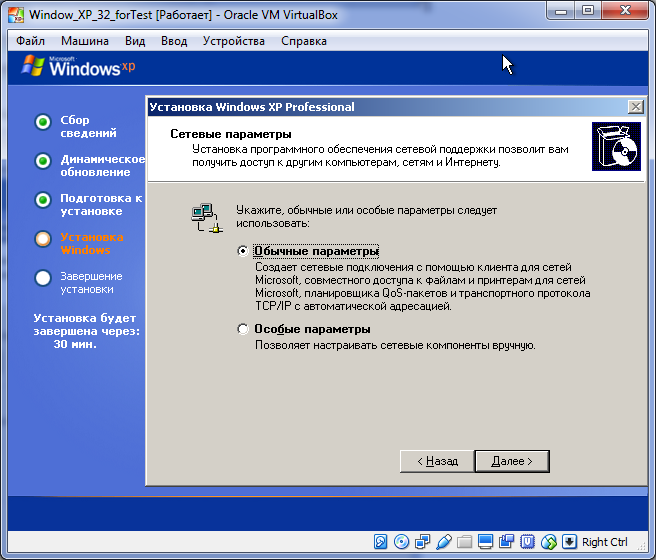 Window_XP_32_forTest [Работает] - Oracle VM VirtualBox
Файл Машина Вид Ввод Устройства Справка
Microsoft
Windows xp
Установка Windows XP Professional
Сетевые параметры
Установка программного обеспечения сетевой поддержки позволит вам
получить доступ к другим компьютерам, сетям и Интернету.
Сбор
сведений
Динамическое
обновление
Подготовка к
установке
Установка
Windows
Завершение
установки
Установка будет
завершена через:
30 мин.
Укажите, обычные или особые параметры следует
использовать:
Обычные параметры
Создает сетевые подключения с помощью клиента для сетей
Microsoft, совместного доступа к файлам и принтерам для сетей
Microsoft, планировщика QoS-пакетов и транспортного протокола
TCP/IP с автоматической адресацией.
Особые параметры
Позволяет настраивать сетевые компоненты вручную.
< Назад
Далее >
Right Ctrl